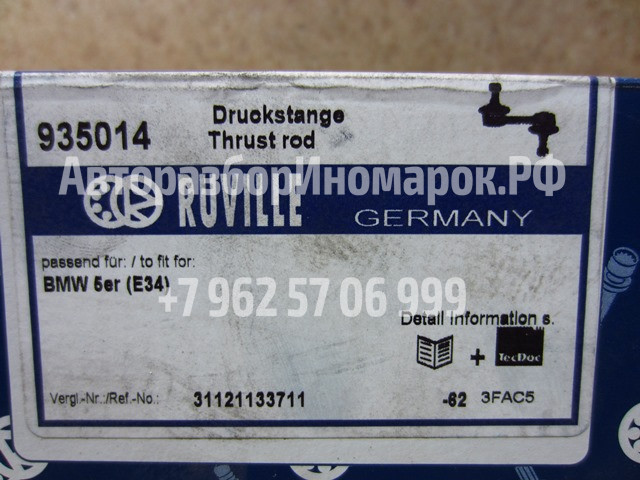 935014
Druckstange
Thrust rod
АвторазборИномарок.РФ
RUVILLE GERMANY
passend für: / to fit for:
BMW 5er (E34)
+7 962 57 06 999
Detail Information s.
+ TecDoc
Vergl.-Nr.:/Ref.-No.: 31121133711 -62 3FAC5